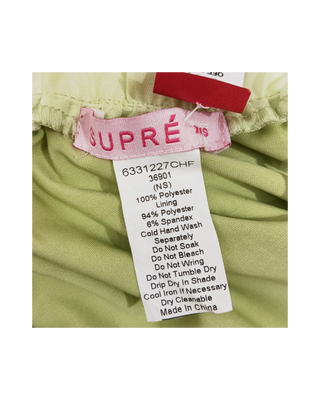 SUPRÉ
6331227CHF
36901
(NS)
100% Polyester
Lining
94% Polyester
6% Spandex
Cold Hand Wash
Separately
Do Not Soak
Do Not Bleach
Do Not Wring
Do Not Tumble Dry
Drip Dry In Shade
Cool Iron If Necessary
Dry Cleanable
Made In China